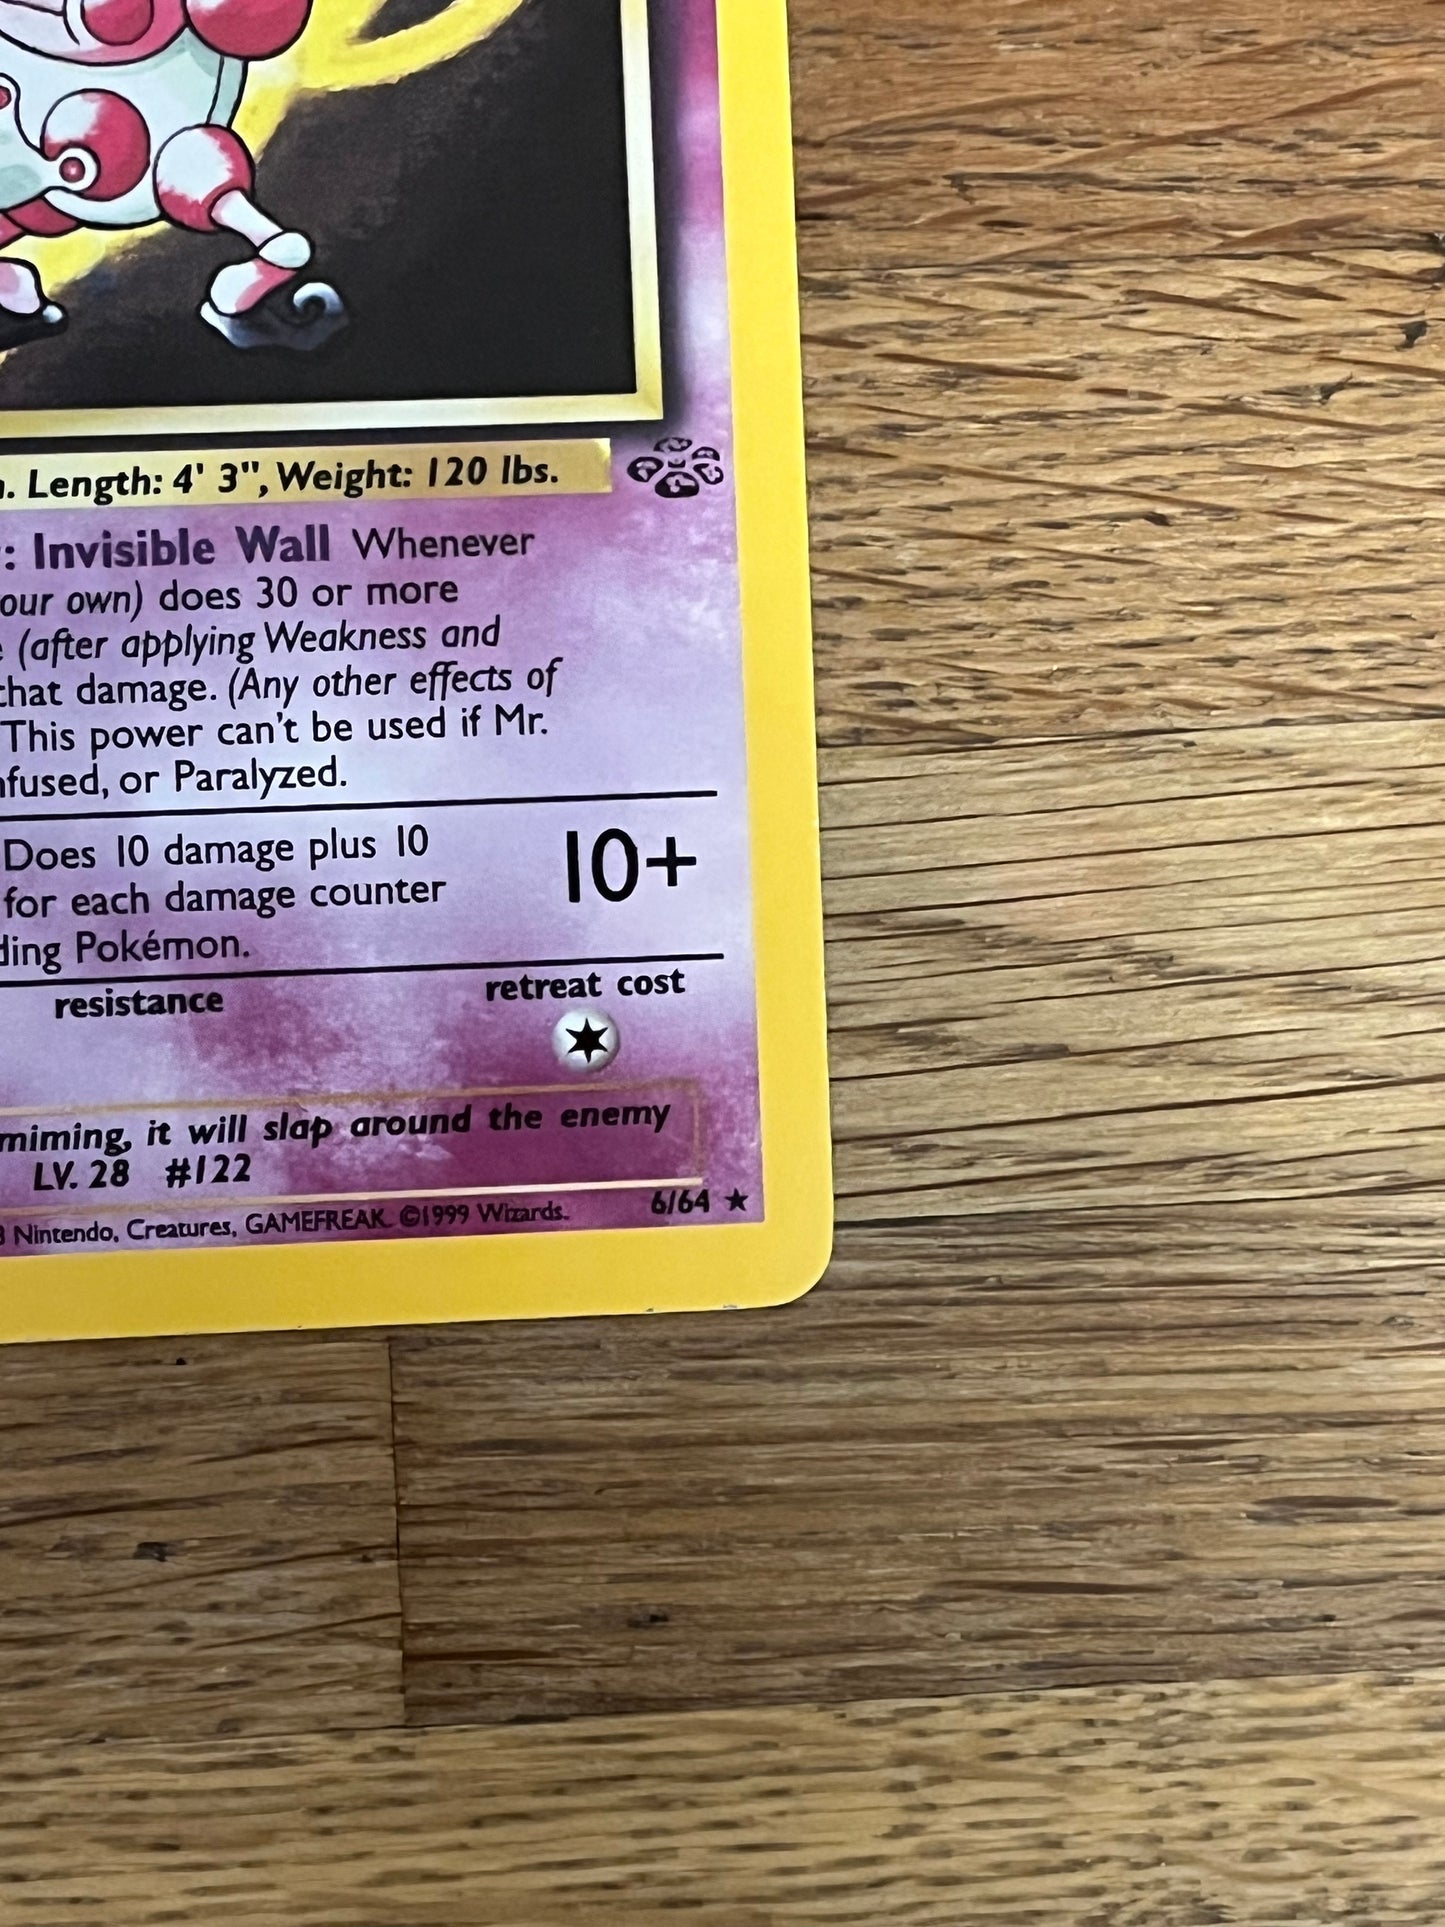 . Length: 4' 3", Weight: 120 lbs.
: Invisible Wall Whenever
our own) does 30 or more
(after applying Weakness and
that damage. (Any other effects of
This power can't be used if Mr.
nfused, or Paralyzed.
Does 10 damage plus 10
for each damage counter
ding Pokémon.
10+
resistance
retreat cost
miming, it will slap around the enemy
LV. 28 #122
Nintendo, Creatures, GAMEFREAK. ©1999 Wizards.
6/64 ★